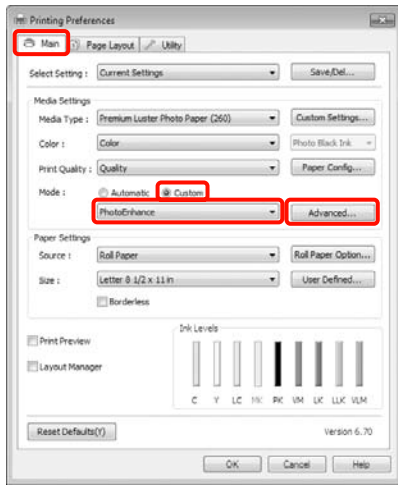 Printing Preferences
Main Page Layout Utility
Select Setting : Current Settings Save/Del...
Media Settings
Media Type : Premium Luster Photo Paper (260) Custom Settings...
Color : Color Photo Black Ink
Print Quality : Quality Paper Config...
Mode : Automatic Custom
PhotoEnhance Advanced...
Paper Settings
Source : Roll Paper Roll Paper Option...
Size : Letter 8 1/2 x 11 in User Defined...
Borderless
Print Preview
Layout Manager
Ink Levels
C Y LC MK PK VM LK LLK VLM
Reset Defaults(Y) Version 6.70
OK Cancel Help